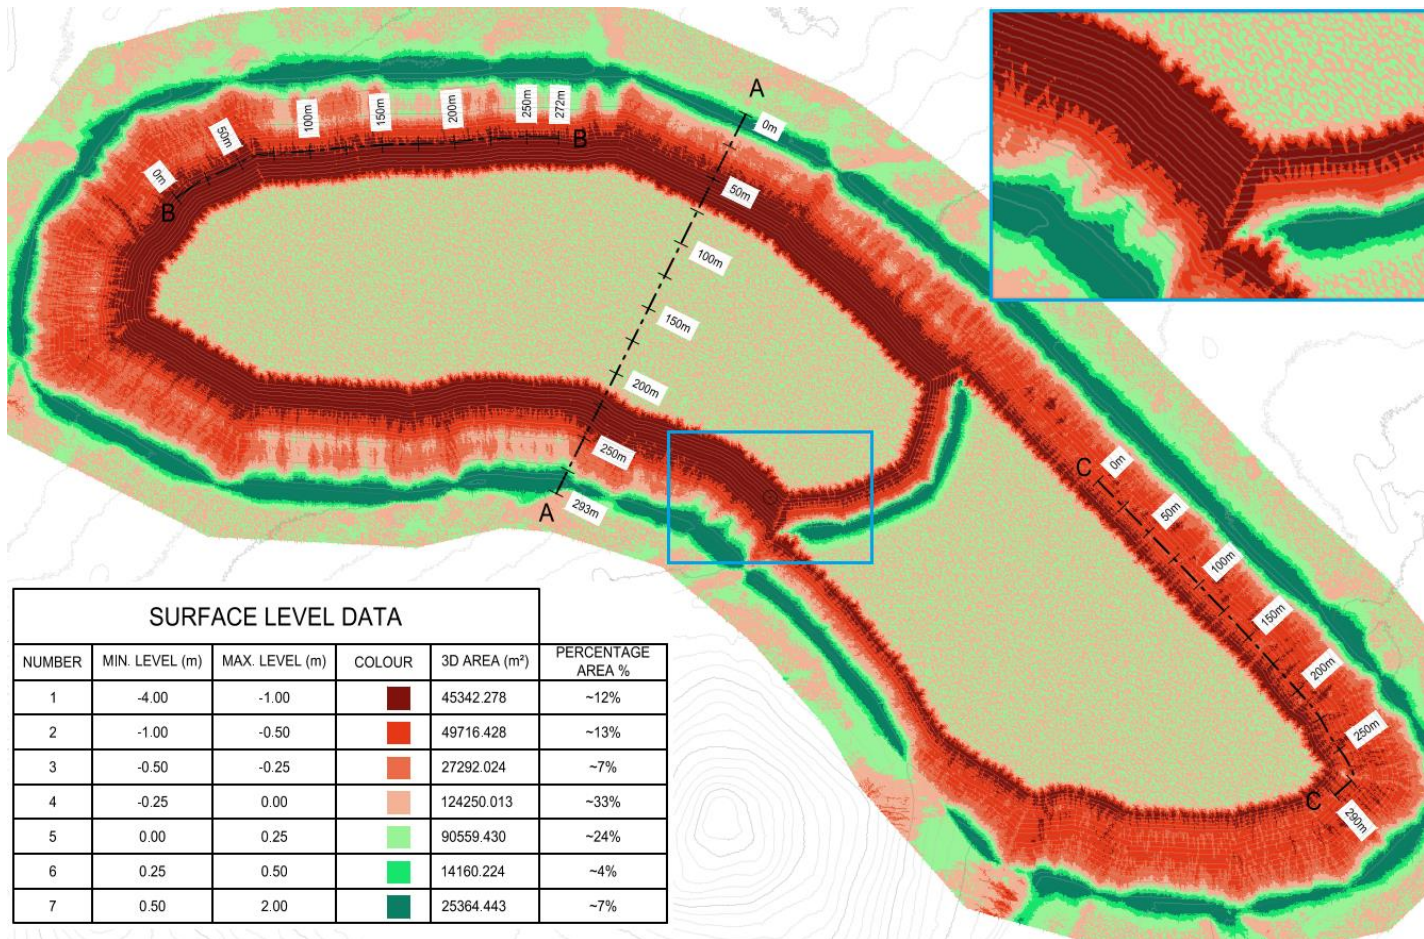 A
0m
50m
100m
150m
200m
250m
293m
A
B
0m
50m
100m
150m
200m
250m
272m
B
C
0m
50m
100m
150m
200m
250m
290m
C
SURFACE LEVEL DATA
NUMBER MIN. LEVEL (m) MAX. LEVEL (m) COLOUR 3D AREA (m²) PERCENTAGE AREA %
1 -4.00 -1.00 45342.278 ~12%
2 -1.00 -0.50 49716.428 ~13%
3 -0.50 -0.25 27292.024 ~7%
4 -0.25 0.00 124250.013 ~33%
5 0.00 0.25 90559.430 ~24%
6 0.25 0.50 14160.224 ~4%
7 0.50 2.00 25364.443 ~7%